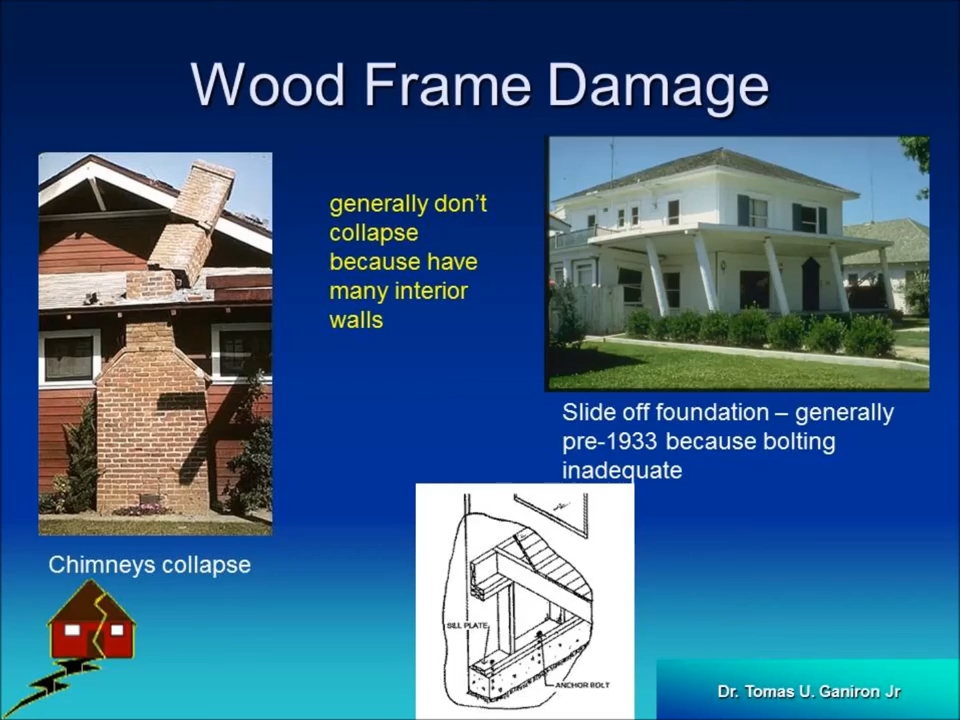 Wood Frame Damage
generally don’t
collapse
because have
many interior
walls
Slide off foundation – generally
pre-1933 because bolting
inadequate
Chimneys collapse
SILL PLATE
ANCHOR BOLT
Dr. Tomas U. Ganiron Jr